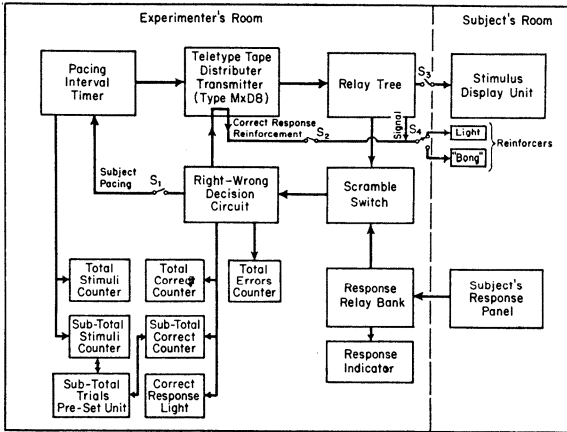 Experimenter's Room
Subject's Room
Pacing
Interval
Timer
Teletype Tape
Distributer
Transmitter
(Type MxD8)
Relay Tree
S3
Stimulus
Display Unit
Correct Response
Reinforcement
S2
Signal
S4
Light
"Bong"
Reinforcers
Subject
Pacing
S1
Right-Wrong
Decision
Circuit
Scramble
Switch
Total
Stimuli
Counter
Total
Correct
Counter
Total
Errors
Counter
Response
Relay Bank
Subject's
Response
Panel
Sub-Total
Stimuli
Counter
Sub-Total
Correct
Counter
Response
Indicator
Sub-Total
Trials
Pre-Set Unit
Correct
Response
Light